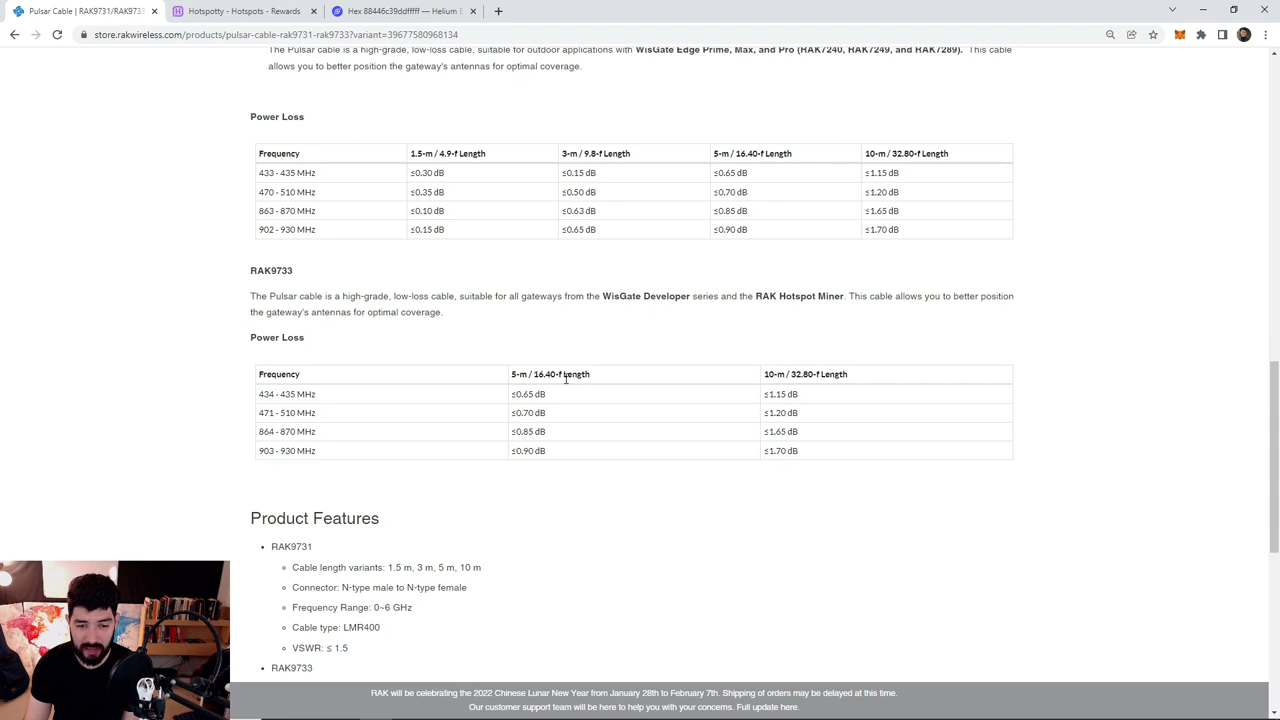 Pulsar Cable | RAK9731/RAK973
Hotspotty - Hotspots - Rewards
Hex 88446c39ddfffff — Helium E
store.rakwireless.com/products/pulsar-cable-rak9731-rak9733?variant=39677580968134
The Pulsar cable is a high-grade, low-loss cable, suitable for outdoor applications with WisGate Edge Prime, Max, and Pro (RAK7240, RAK7249, and RAK7289). This cable
allows you to better position the gateway's antennas for optimal coverage.
Power Loss
Frequency 1.5-m / 4.9-f Length 3-m / 9.8-f Length 5-m / 16.40-f Length 10-m / 32.80-f Length
433 - 435 MHz ≤0.30 dB ≤0.15 dB ≤0.65 dB ≤1.15 dB
470 - 510 MHz ≤0.35 dB ≤0.50 dB ≤0.70 dB ≤1.20 dB
863 - 870 MHz ≤0.10 dB ≤0.63 dB ≤0.85 dB ≤1.65 dB
902 - 930 MHz ≤0.15 dB ≤0.65 dB ≤0.90 dB ≤1.70 dB
RAK9733
The Pulsar cable is a high-grade, low-loss cable, suitable for all gateways from the WisGate Developer series and the RAK Hotspot Miner. This cable allows you to better position
the gateway's antennas for optimal coverage.
Power Loss
Frequency 5-m / 16.40-f Length 10-m / 32.80-f Length
434 - 435 MHz ≤0.65 dB ≤1.15 dB
471 - 510 MHz ≤0.70 dB ≤1.20 dB
864 - 870 MHz ≤0.85 dB ≤1.65 dB
903 - 930 MHz ≤0.90 dB ≤1.70 dB
Product Features
RAK9731
Cable length variants: 1.5 m, 3 m, 5 m, 10 m
Connector: N-type male to N-type female
Frequency Range: 0~6 GHz
Cable type: LMR400
VSWR: ≤ 1.5
RAK9733
RAK will be celebrating the 2022 Chinese Lunar New Year from January 28th to February 7th. Shipping of orders may be delayed at this time.
Our customer support team will be here to help you with your concerns. Full update here.